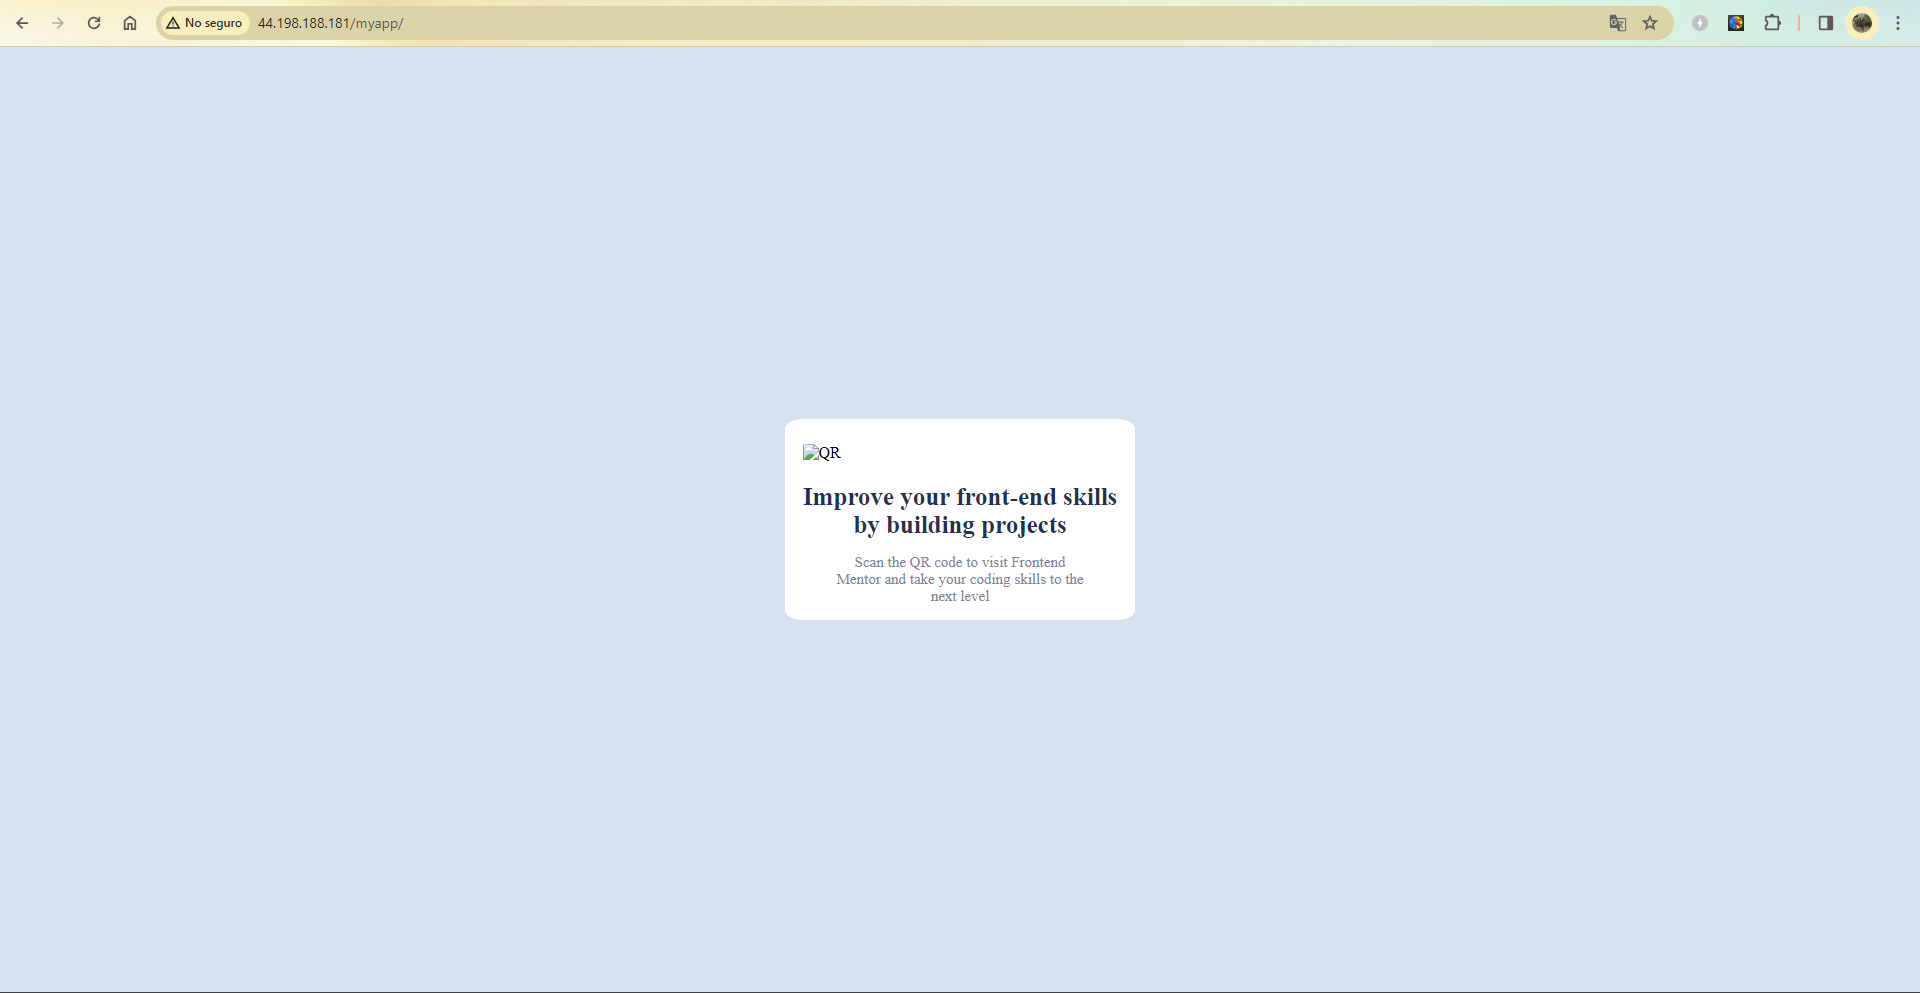 No seguro
44.198.188.181/myapp/
QR
Improve your front-end skills
by building projects
Scan the QR code to visit Frontend
Mentor and take your coding skills to the
next level